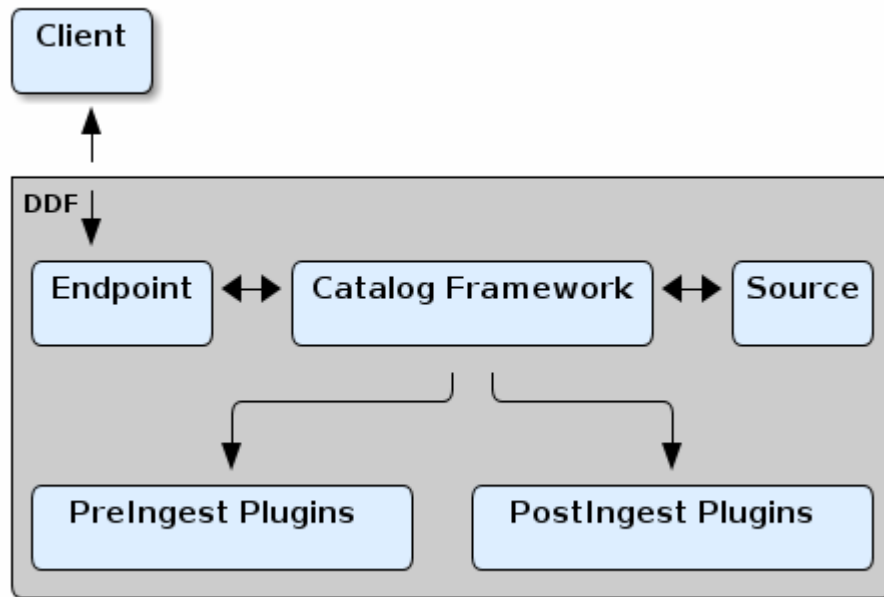 Client
DDF
Endpoint
Catalog Framework
Source
PreIngest Plugins
PostIngest Plugins